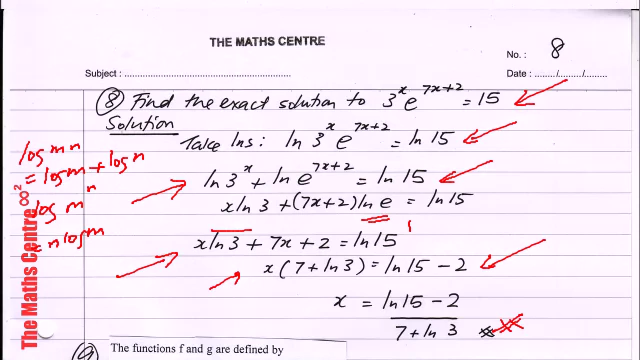 THE MATHS CENTRE
No.: 8
Subject :
Date : ....../....../......
⑧ Find the exact solution to 3^x e^{7x+2} = 15
Solution
Take lns: ln 3^x e^{7x+2} = ln 15
log mn
= log m + log n
log m^n
= n log m
ln 3^x + ln e^{7x+2} = ln 15
x ln 3 + (7x+2) ln e = ln 15
1
x ln 3 + 7x + 2 = ln 15
x(7 + ln 3) = ln 15 - 2
x = ln 15 - 2
7 + ln 3
The Maths Centre ∞²
⑨ The functions f and g are defined by